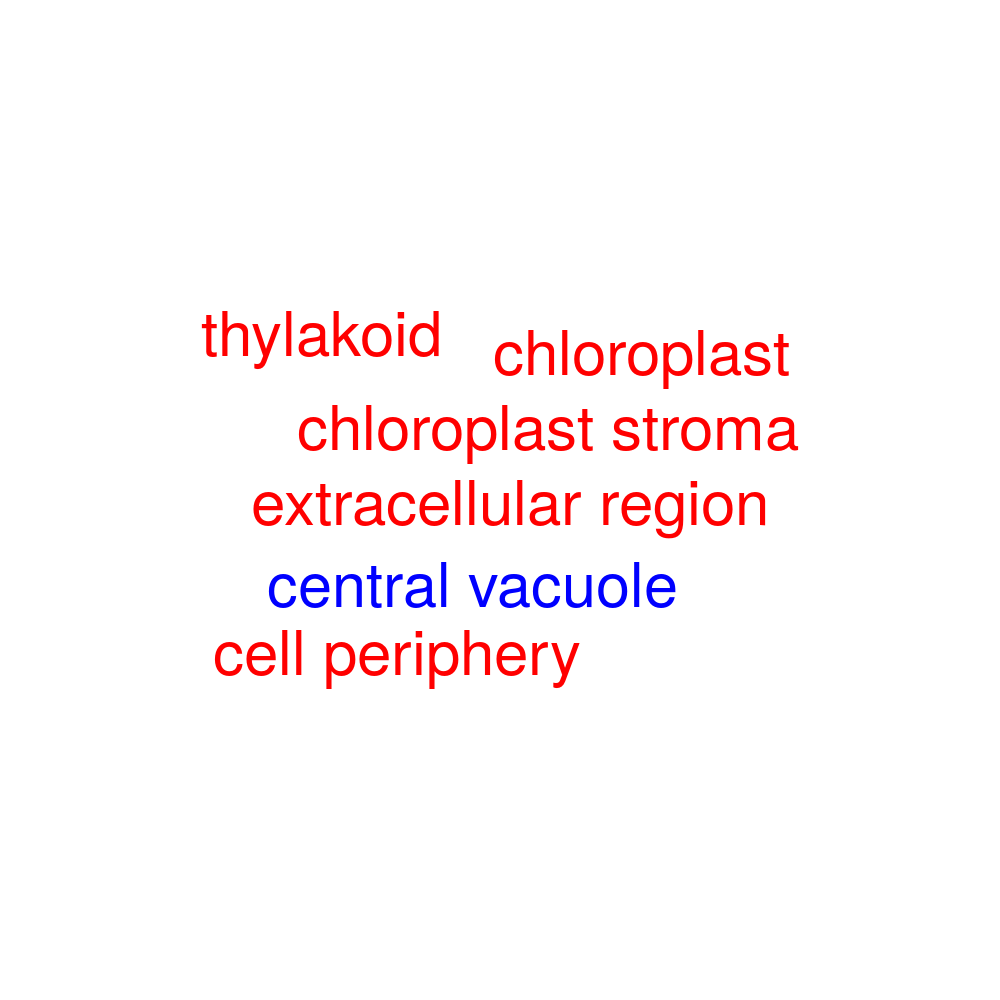 thylakoid
chloroplast
chloroplast stroma
extracellular region
central vacuole
cell periphery